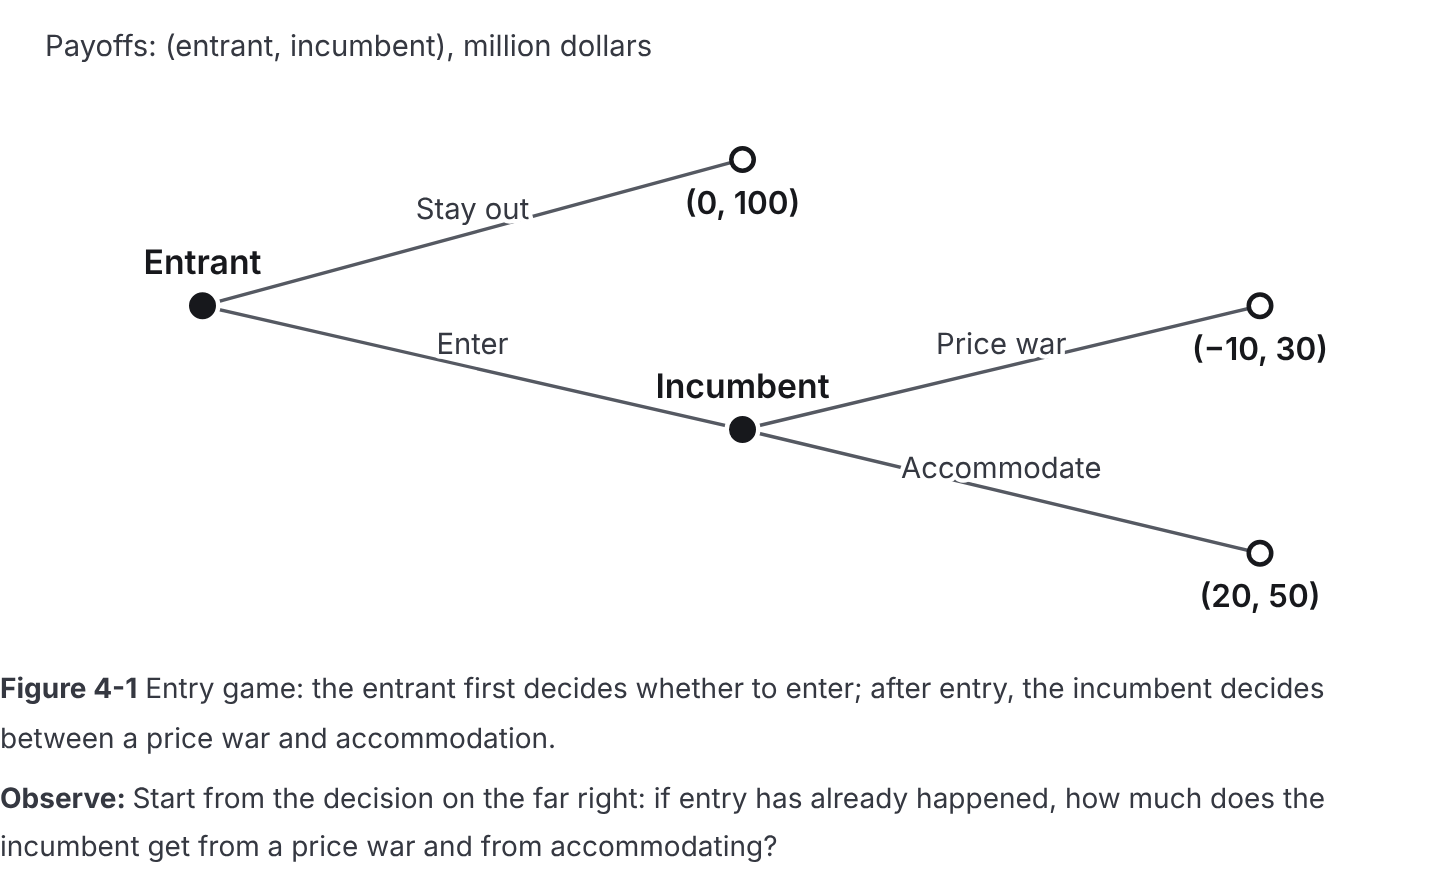 Payoffs: (entrant, incumbent), million dollars
Stay out
(0, 100)
Entrant
Enter
Incumbent
Price war
(−10, 30)
Accommodate
(20, 50)
Figure 4-1 Entry game: the entrant first decides whether to enter; after entry, the incumbent decides
between a price war and accommodation.
Observe: Start from the decision on the far right: if entry has already happened, how much does the
incumbent get from a price war and from accommodating?